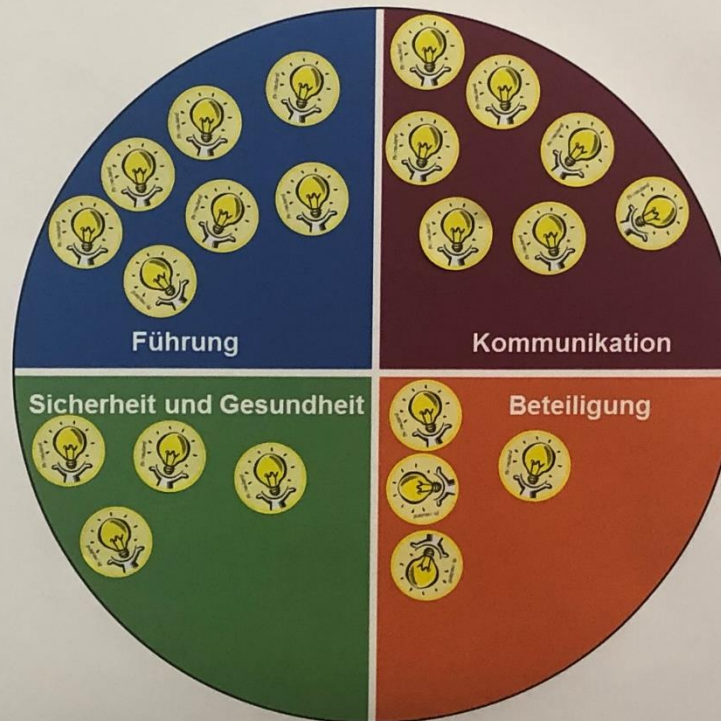 Führung
Kommunikation
Sicherheit und Gesundheit
Beteiligung